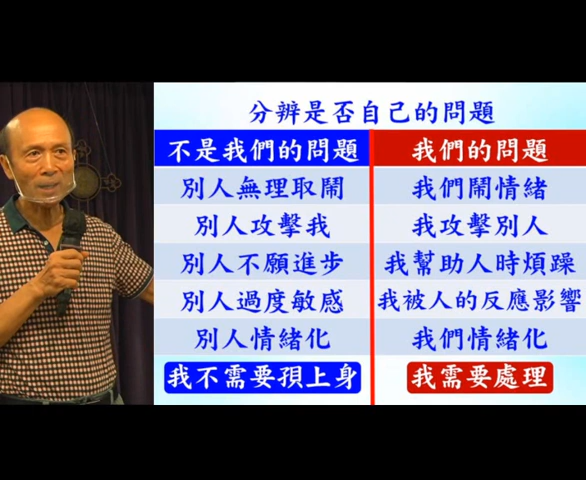 分辨是否自己的問題
不是我們的問題 我們的問題
別人無理取鬧 我們鬧情緒
別人攻擊我 我攻擊別人
別人不願進步 我幫助人時煩躁
別人過度敏感 我被人的反應影響
別人情緒化 我們情緒化
我不需要孭上身 我需要處理